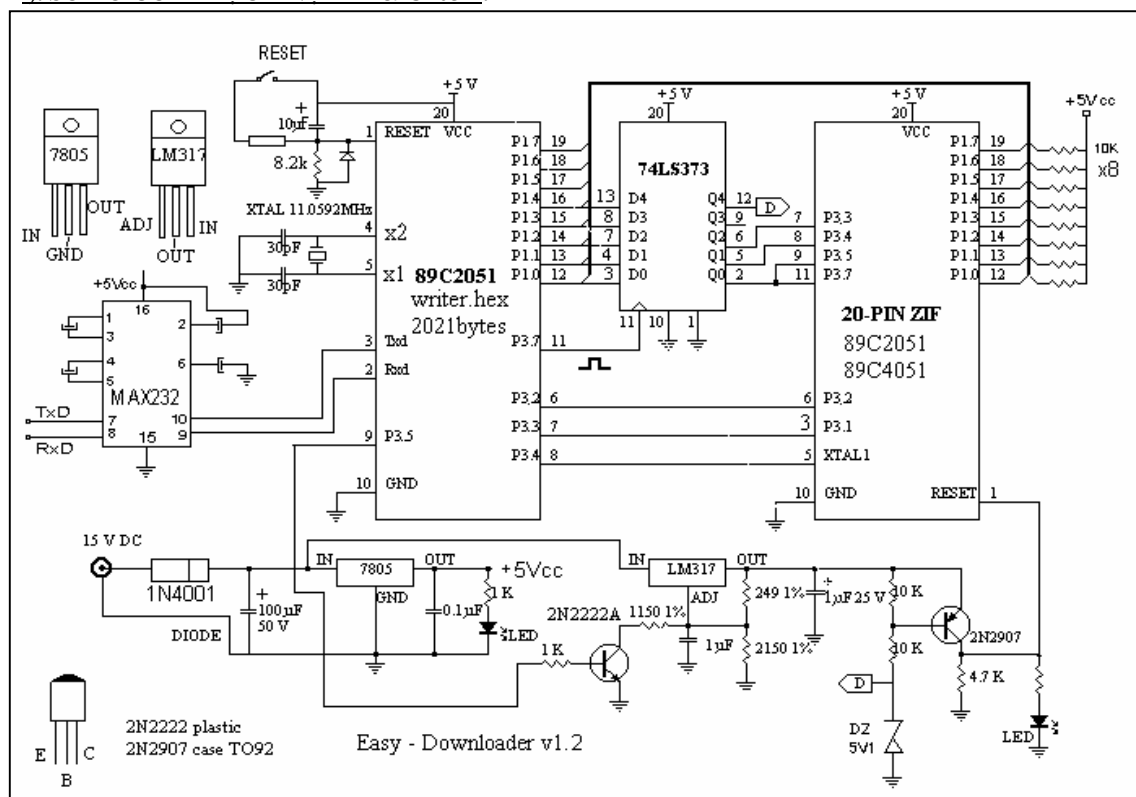 RESET
+5 V
20
10µF
1
RESET
VCC
8.2k
7805
LM317
OUT
IN
GND
ADJ
IN
OUT
XTAL 11.0592MHz
30pF
30pF
4
x2
5
x1
89C2051
writer.hex
2021bytes
3
Txd
2
Rxd
9
P3.5
10
GND
P1.7 19
P1.6 18
P1.5 17
P1.4 16
P1.3 15
P1.2 14
P1.1 13
P1.0 12
P3.7 11
P3.2 6
P3.3 7
P3.4 8
+5 V
20
74LS373
13 D4
8 D3
7 D2
4 D1
3 D0
Q4 12
D
Q3 9
Q2 6
Q1 5
Q0 2
11
10
1
+5 V
20
VCC
7 P3.3
8 P3.4
9 P3.5
11 P3.7
20-PIN ZIF
89C2051
89C4051
6 P3.2
3 P3.1
5 XTAL1
10 GND
RESET 1
P1.7 19
P1.6 18
P1.5 17
P1.4 16
P1.3 15
P1.2 14
P1.1 13
P1.0 12
+5Vcc
10K
x8
+5Vcc
16
1
3
4
5
2
6
MAX232
TxD
7
10
RxD
8
9
15
15 V DC
1N4001
DIODE
100µF
50 V
IN
7805
OUT
GND
0.1µF
+5Vcc
1 K
LED
2N2222A
1 K
1150 1%
IN
LM317
OUT
ADJ
1µF
249 1%
2150 1%
1µF 25 V
10 K
10 K
2N2907
4.7 K
D
DZ
5V1
LED
E
B
C
2N2222 plastic
2N2907 case TO92
Easy - Downloader v1.2